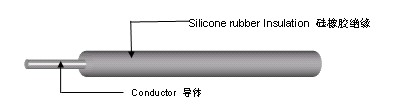 Silicone rubber Insulation 硅橡胶绝缘
Conductor 导体